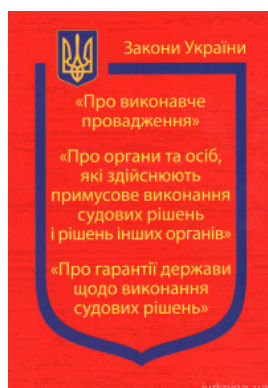 Закони України
«Про виконавче
провадження»
«Про органи та осіб,
які здійснюють
примусове виконання
судових рішень
і рішень інших органів»
«Про гарантії держави
щодо виконання
судових рішень»